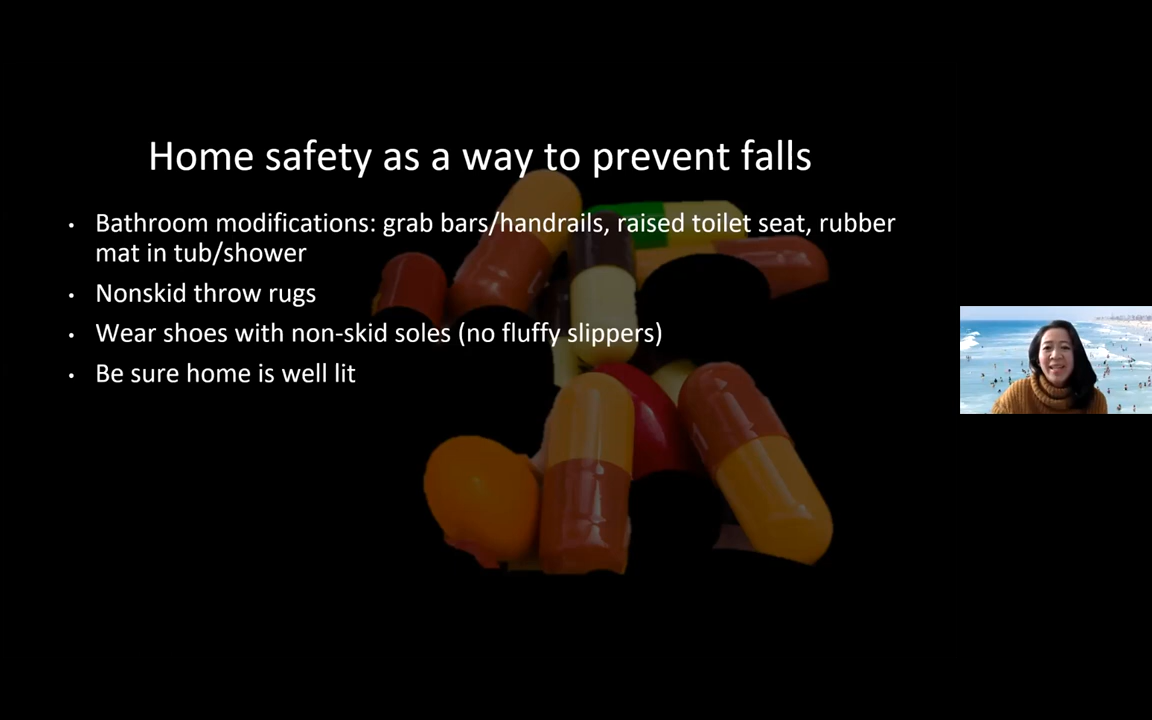 Home safety as a way to prevent falls
• Bathroom modifications: grab bars/handrails, raised toilet seat, rubber
mat in tub/shower
• Nonskid throw rugs
• Wear shoes with non-skid soles (no fluffy slippers)
• Be sure home is well lit